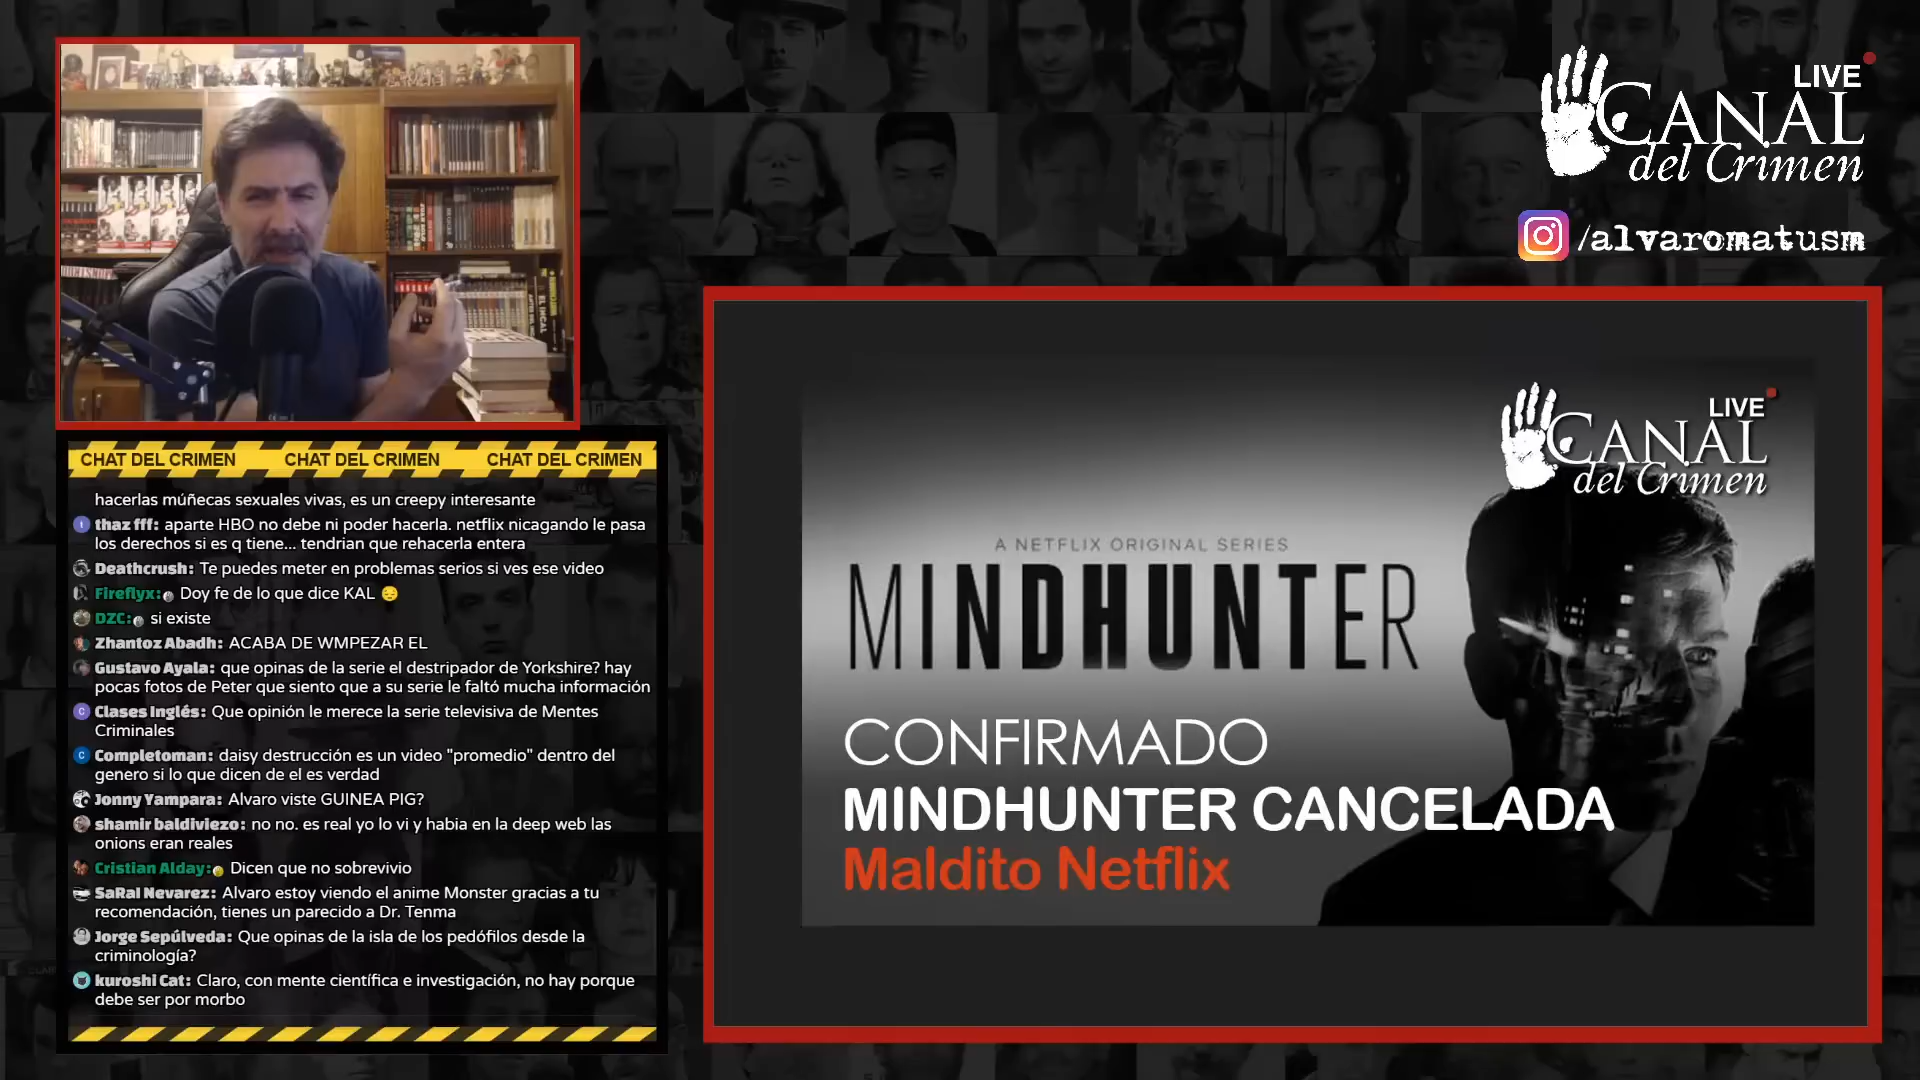 LIVE
CANAL
del Crimen
/alvaromatusm
CHAT DEL CRIMEN CHAT DEL CRIMEN CHAT DEL CRIMEN
hacerlas múñecas sexuales vivas, es un creepy interesante
thaz fff: aparte HBO no debe ni poder hacerla. netflix nicagando le pasa
los derechos si es q tiene... tendrian que rehacerla entera
Deathcrush: Te puedes meter en problemas serios si ves ese video
Fireflyx: Doy fe de lo que dice KAL 😔
DZC: si existe
Zhantoz Abadh: ACABA DE WMPEZAR EL
Gustavo Ayala: que opinas de la serie el destripador de Yorkshire? hay
pocas fotos de Peter que siento que a su serie le faltó mucha información
Clases Inglés: Que opinión le merece la serie televisiva de Mentes
Criminales
Completoman: daisy destrucción es un video "promedio" dentro del
genero si lo que dicen de el es verdad
Jonny Yampara: Alvaro viste GUINEA PIG?
shamir baldiviezo: no no. es real yo lo vi y habia en la deep web las
onions eran reales
Cristian Alday: Dicen que no sobrevivio
SaRal Nevarez: Alvaro estoy viendo el anime Monster gracias a tu
recomendación, tienes un parecido a Dr. Tenma
Jorge Sepúlveda: Que opinas de la isla de los pedófilos desde la
criminología?
kuroshi Cat: Claro, con mente científica e investigación, no hay porque
debe ser por morbo
LIVE
CANAL
del Crimen
A NETFLIX ORIGINAL SERIES
MINDHUNTER
CONFIRMADO
MINDHUNTER CANCELADA
Maldito Netflix
EL INCAL